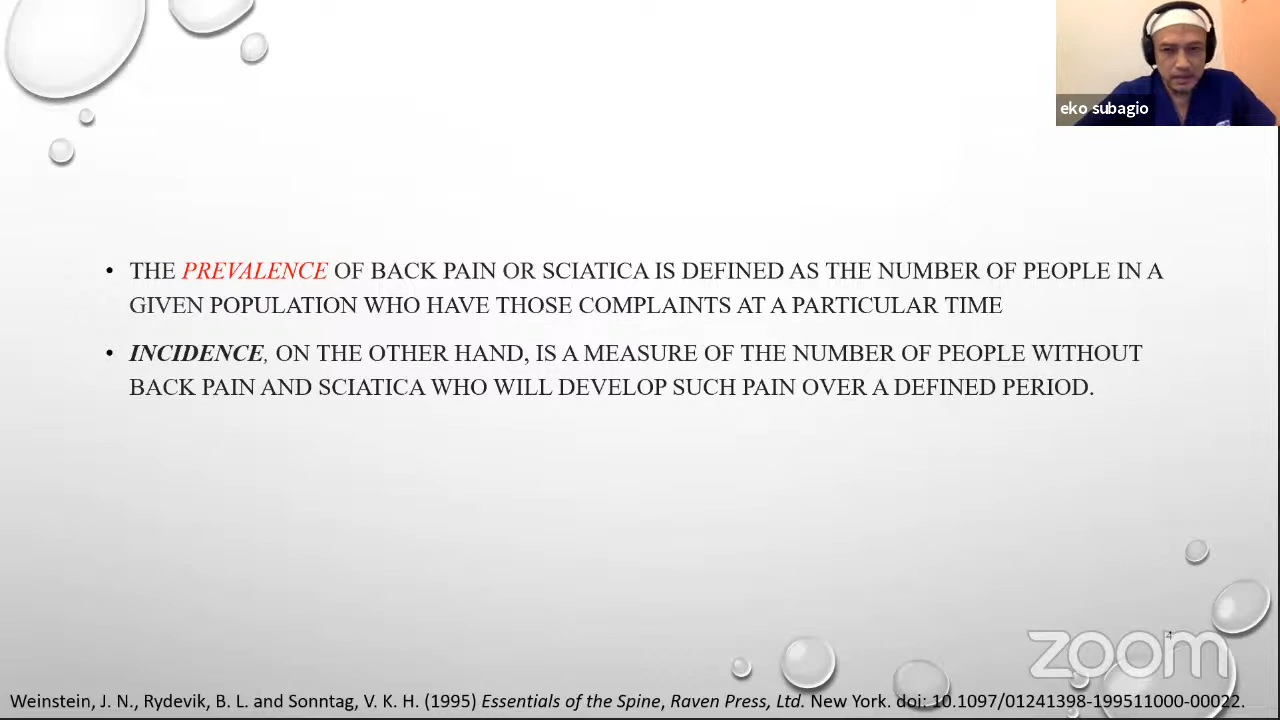 eko subagio
• THE PREVALENCE OF BACK PAIN OR SCIATICA IS DEFINED AS THE NUMBER OF PEOPLE IN A
GIVEN POPULATION WHO HAVE THOSE COMPLAINTS AT A PARTICULAR TIME
• INCIDENCE, ON THE OTHER HAND, IS A MEASURE OF THE NUMBER OF PEOPLE WITHOUT
BACK PAIN AND SCIATICA WHO WILL DEVELOP SUCH PAIN OVER A DEFINED PERIOD.
zoom
Weinstein, J. N., Rydevik, B. L. and Sonntag, V. K. H. (1995) Essentials of the Spine, Raven Press, Ltd. New York. doi: 10.1097/01241398-199511000-00022.